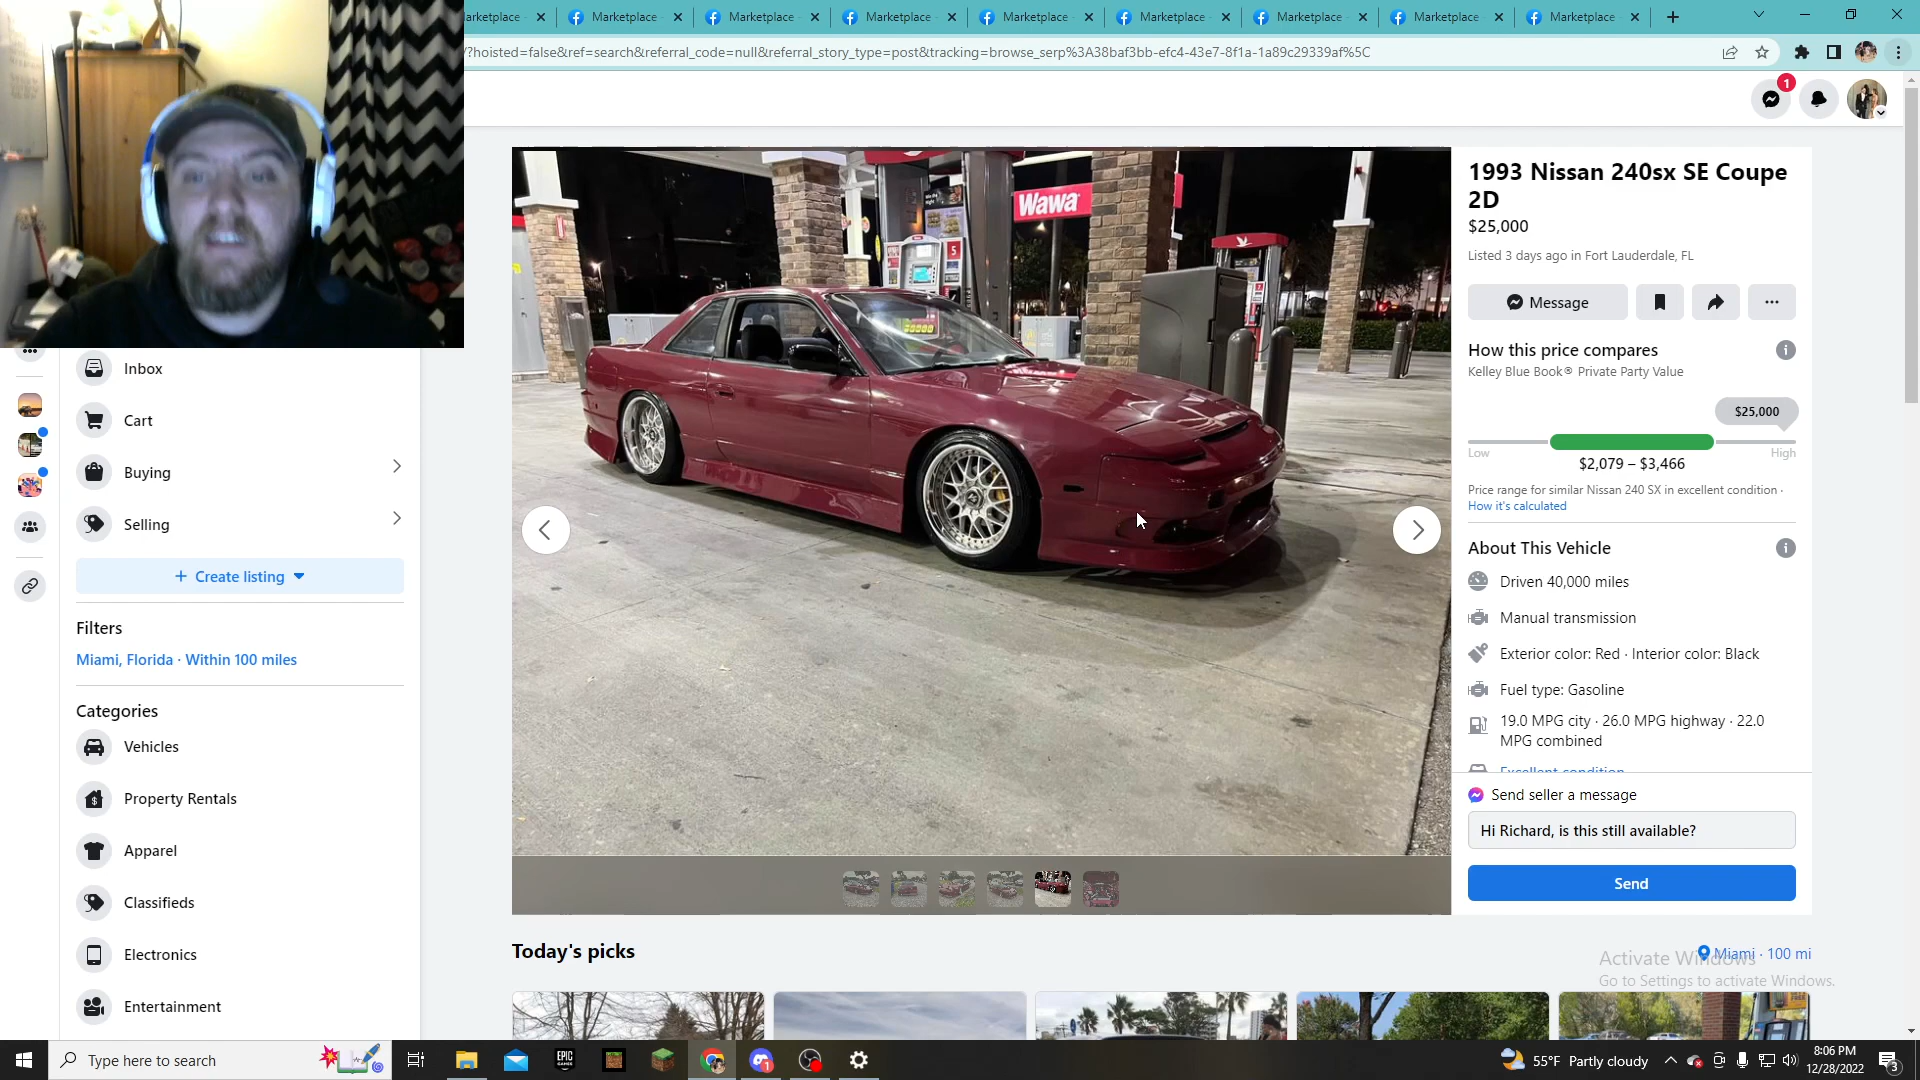 arketplace
Marketplace
Marketplace
Marketplace
Marketplace
Marketplace
Marketplace
Marketplace
Marketplace
/?hoisted=false&ref=search&referral_code=null&referral_story_type=post&tracking=browse_serp%3A38baf3bb-efc4-43e7-8f1a-1a89c29339af%5C
1
Wawa
5
1993 Nissan 240sx SE Coupe
2D
$25,000
Listed 3 days ago in Fort Lauderdale, FL
Message
How this price compares
Kelley Blue Book® Private Party Value
$25,000
Low
High
$2,079 – $3,466
Price range for similar Nissan 240 SX in excellent condition ·
How it's calculated
About This Vehicle
Driven 40,000 miles
Manual transmission
Exterior color: Red · Interior color: Black
Fuel type: Gasoline
19.0 MPG city · 26.0 MPG highway · 22.0
MPG combined
Excellent condition
Send seller a message
Hi Richard, is this still available?
Send
Inbox
Cart
Buying
Selling
+ Create listing
Filters
Miami, Florida · Within 100 miles
Categories
Vehicles
Property Rentals
Apparel
Classifieds
Electronics
Entertainment
Today's picks
Miami · 100 mi
Activate Windows
Go to Settings to activate Windows.
Type here to search
EPIC
GAMES
1
55°F Partly cloudy
8:06 PM
12/28/2022
3